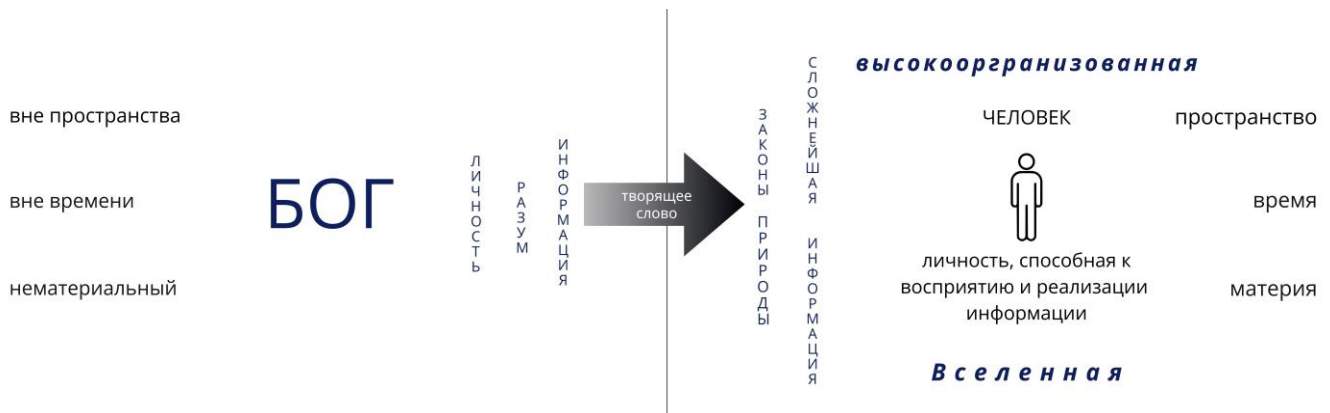 вне пространства
вне времени
нематериальный
БОГ
ЛИЧНОСТЬ
РАЗУМ
ИНФОРМАЦИЯ
творящее
слово
ЗАКОНЫ ПРИРОДЫ
СЛОЖНЕЙШАЯ ИНФОРМАЦИЯ
высокооргранизованная
ЧЕЛОВЕК
личность, способная к
восприятию и реализации
информации
Вселенная
пространство
время
материя